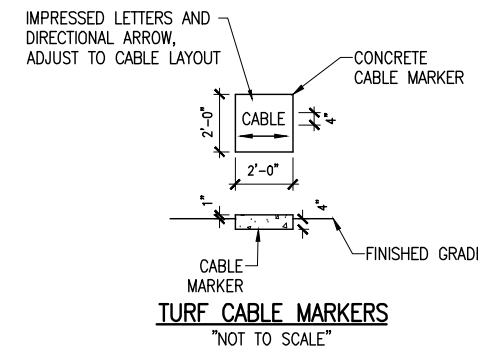 IMPRESSED LETTERS AND
DIRECTIONAL ARROW,
ADJUST TO CABLE LAYOUT
CONCRETE
CABLE MARKER
CABLE
2'-0"
4"
2'-0"
1"
4"
FINISHED GRADE
CABLE
MARKER
TURF CABLE MARKERS
"NOT TO SCALE"